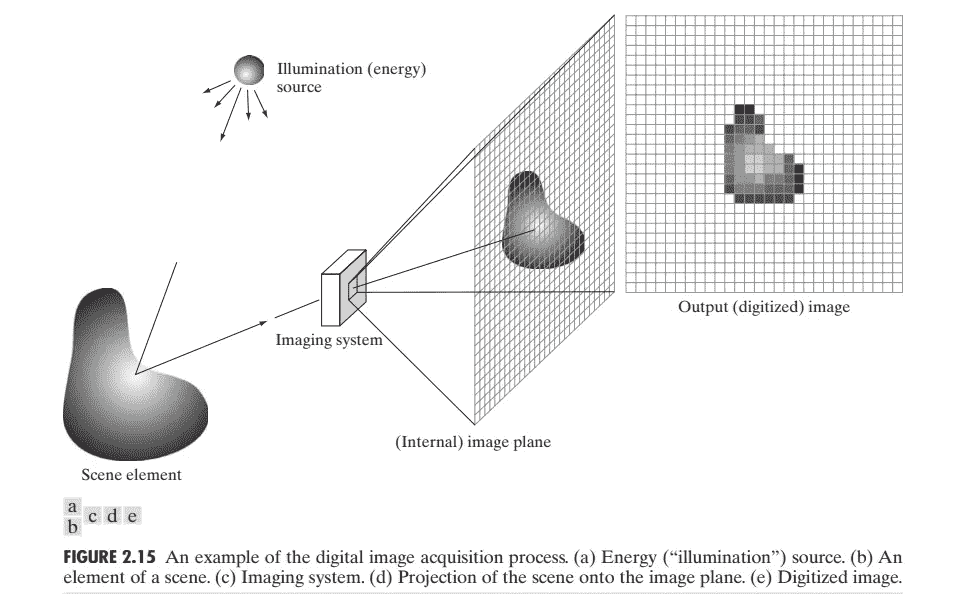 Illumination (energy)
source
Output (digitized) image
Imaging system
(Internal) image plane
Scene element
a
b
c d e
FIGURE 2.15 An example of the digital image acquisition process. (a) Energy (“illumination”) source. (b) An
element of a scene. (c) Imaging system. (d) Projection of the scene onto the image plane. (e) Digitized image.